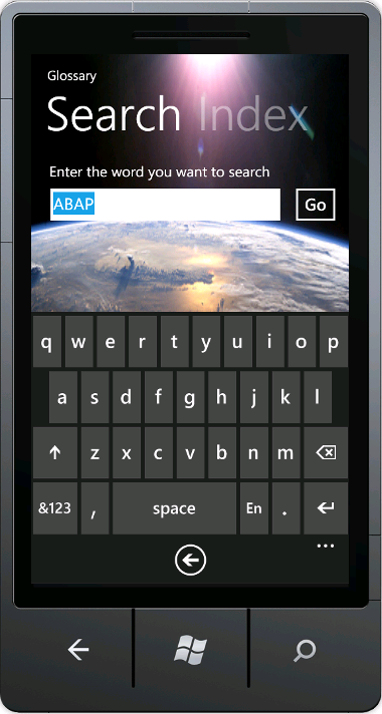 Glossary
Search Index
Enter the word you want to search
ABAP Go
q w e r t y u i o p
a s d f g h j k l
z x c v b n m
&123 , space En .
...